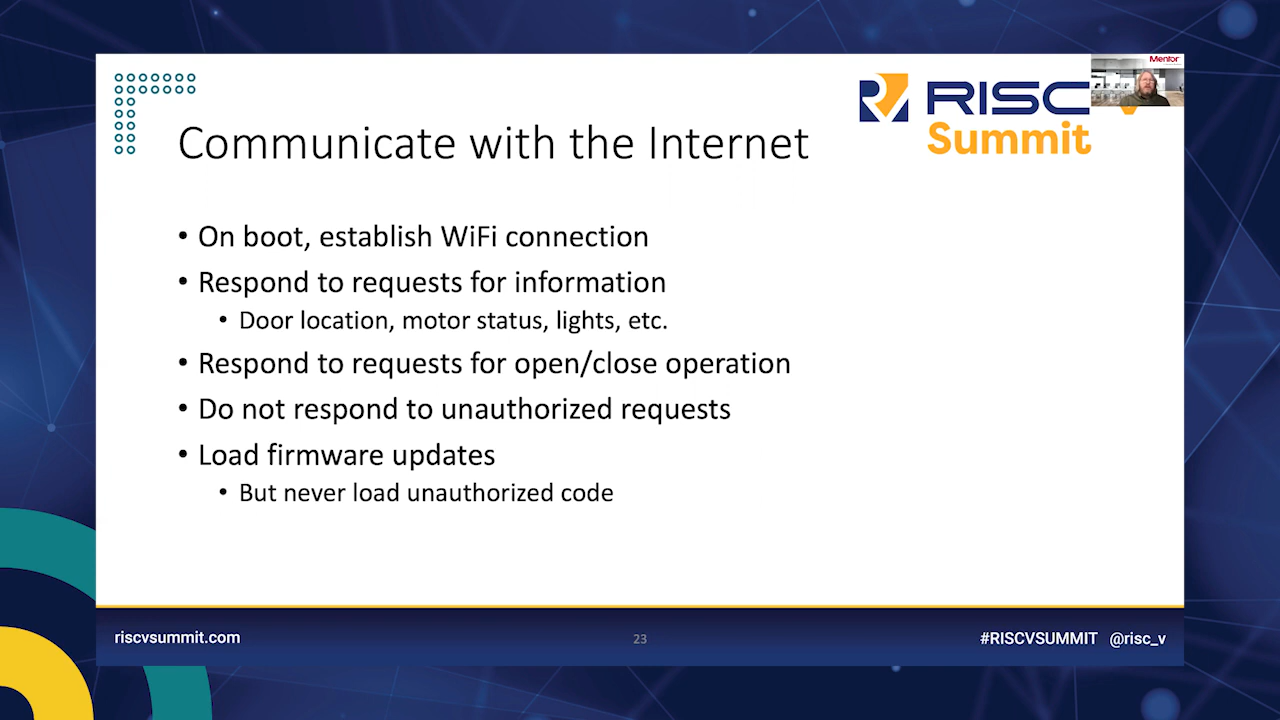 Mentor
RISC
Summit
Communicate with the Internet
• On boot, establish WiFi connection
• Respond to requests for information
• Door location, motor status, lights, etc.
• Respond to requests for open/close operation
• Do not respond to unauthorized requests
• Load firmware updates
• But never load unauthorized code
riscvsummit.com
23
#RISCVSUMMIT @risc_v